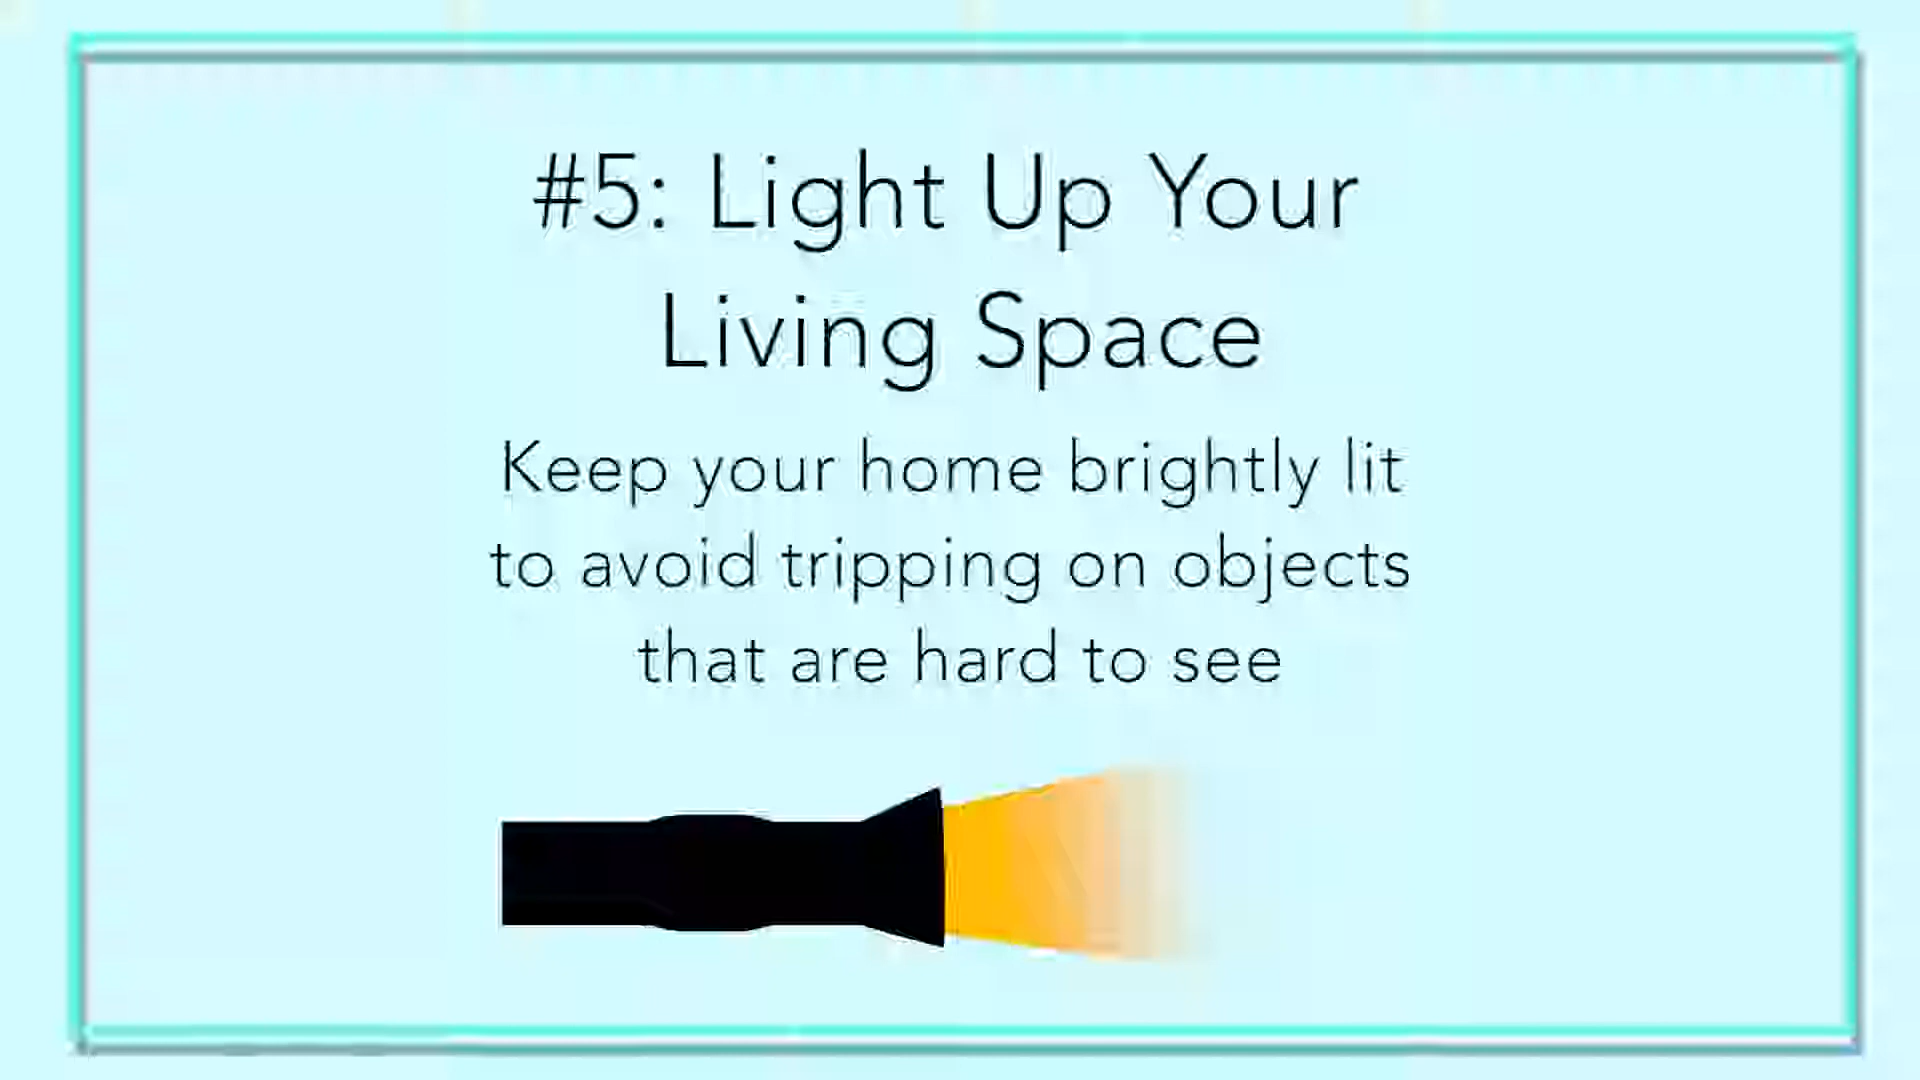 #5: Light Up Your
Living Space
Keep your home brightly lit
to avoid tripping on objects
that are hard to see